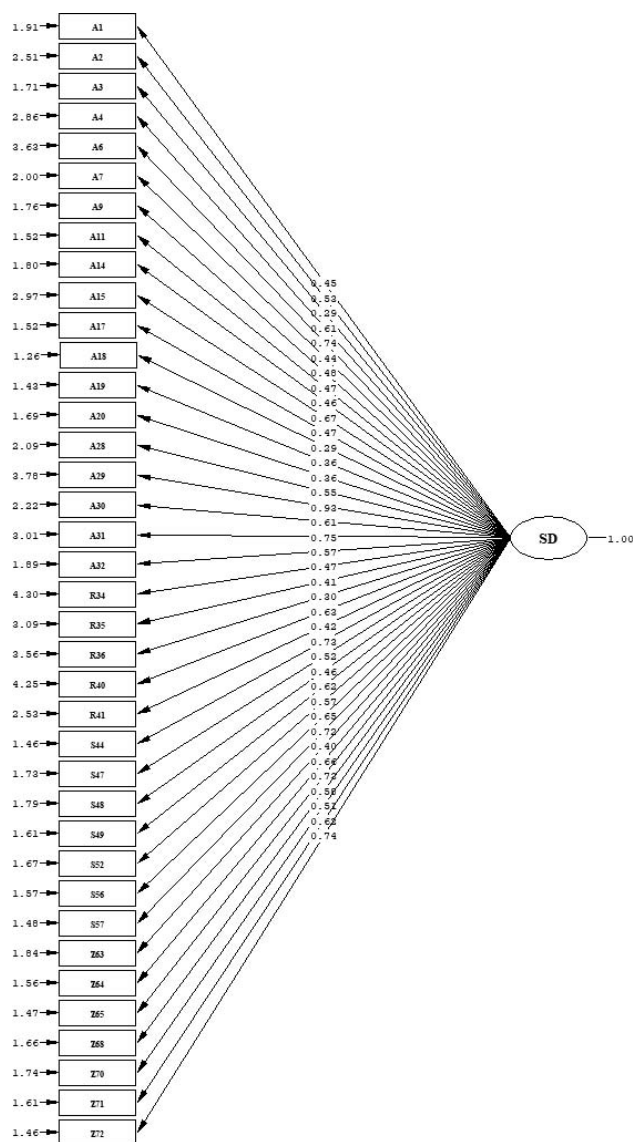 1.91 A1
2.51 A2
1.71 A3
2.86 A4
3.63 A6
2.00 A7
1.76 A9
1.52 A11
1.80 A14
2.97 A15
1.52 A17
1.26 A18
1.43 A19
1.69 A20
2.09 A28
3.78 A29
2.22 A30
3.01 A31
1.89 A32
4.30 R34
3.09 R35
3.56 R36
4.25 R40
2.53 R41
1.46 S44
1.73 S47
1.79 S48
1.61 S49
1.67 S52
1.57 S56
1.48 S57
1.84 Z63
1.56 Z64
1.47 Z65
1.66 Z68
1.74 Z70
1.61 Z71
1.46 Z72
0.45
0.53
0.29
0.61
0.74
0.44
0.48
0.47
0.46
0.67
0.47
0.29
0.36
0.36
0.55
0.93
0.61
0.75
0.57
0.47
0.41
0.30
0.63
0.42
0.73
0.52
0.46
0.62
0.57
0.65
0.72
0.40
0.66
0.73
0.50
0.51
0.62
0.74
SD 1.00